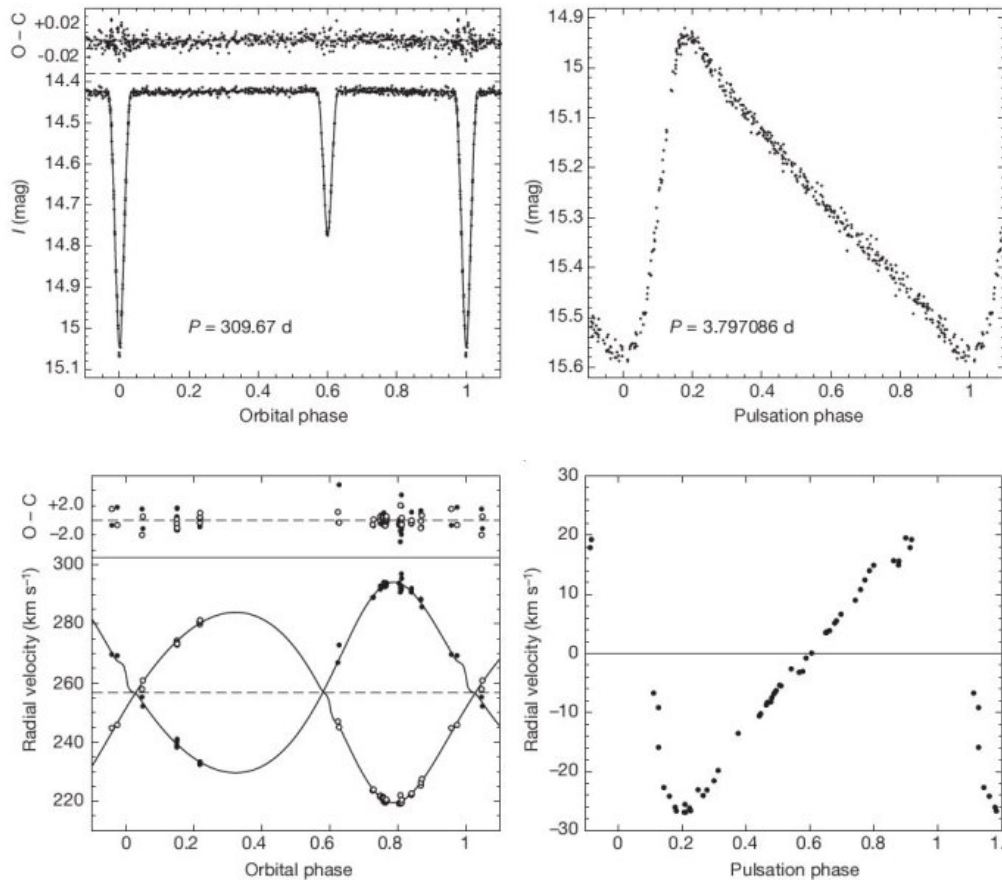 O – C
+0.02
-0.02
14.4
14.5
14.6
14.7
14.8
14.9
15
15.1
I (mag)
P = 309.67 d
0 0.2 0.4 0.6 0.8 1
Orbital phase
14.9
15
15.1
15.2
15.3
15.4
15.5
15.6
I (mag)
P = 3.797086 d
0 0.2 0.4 0.6 0.8 1
Pulsation phase
O – C
+2.0
−2.0
300
280
260
240
220
Radial velocity (km s⁻¹)
0 0.2 0.4 0.6 0.8 1
Orbital phase
30
20
10
0
−10
−20
−30
Radial velocity (km s⁻¹)
0 0.2 0.4 0.6 0.8 1 1.
Pulsation phase